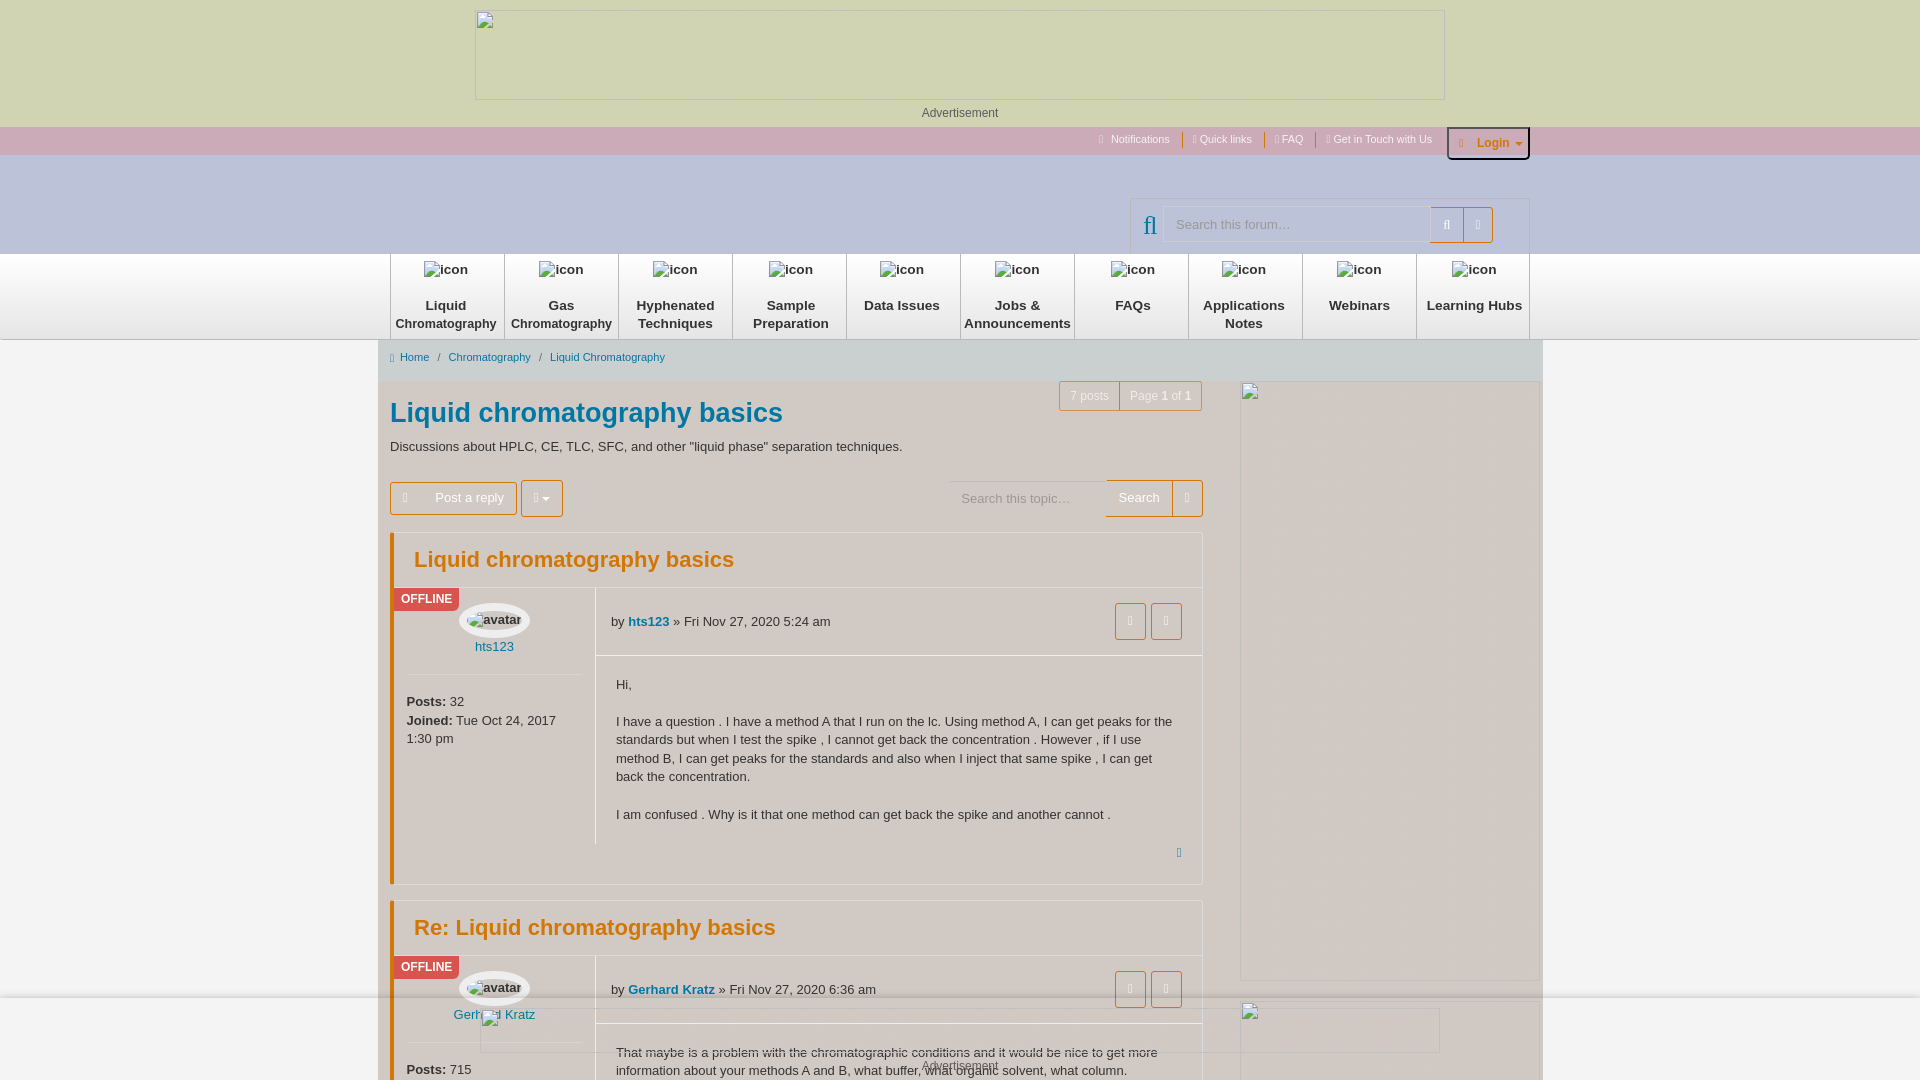 Advertisement
Notifications
Quick links
FAQ
Get in Touch with Us
Login
Search this forum…
icon
icon
icon
icon
icon
icon
icon
icon
icon
icon
Liquid
Chromatography
Gas
Chromatography
Hyphenated
Techniques
Sample
Preparation
Data Issues
Jobs &
Announcements
FAQs
Applications
Notes
Webinars
Learning Hubs
Home / Chromatography / Liquid Chromatography
7 posts
Page 1 of 1
Liquid chromatography basics
Discussions about HPLC, CE, TLC, SFC, and other "liquid phase" separation techniques.
Post a reply
Search this topic…
Search
Liquid chromatography basics
OFFLINE
avatar
hts123
Posts: 32
Joined: Tue Oct 24, 2017
1:30 pm
by hts123 » Fri Nov 27, 2020 5:24 am
Hi,
I have a question . I have a method A that I run on the lc. Using method A, I can get peaks for the
standards but when I test the spike , I cannot get back the concentration . However , if I use
method B, I can get peaks for the standards and also when I inject that same spike , I can get
back the concentration.
I am confused . Why is it that one method can get back the spike and another cannot .
Re: Liquid chromatography basics
OFFLINE
avatar
Gerhard Kratz
Posts: 715
by Gerhard Kratz » Fri Nov 27, 2020 6:36 am
That maybe is a problem with the chromatographic conditions and it would be nice to get more
information about your methods A and B, what buffer, what organic solvent, what column.
Advertisement